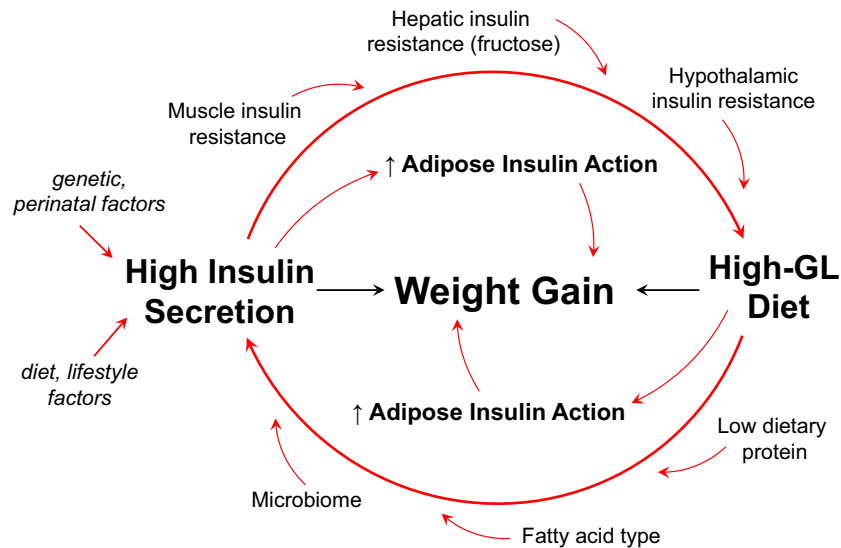 Hepatic insulin
resistance (fructose)
Hypothalamic
insulin resistance
Muscle insulin
resistance
↑ Adipose Insulin Action
genetic,
perinatal factors
High Insulin
Secretion
Weight Gain
High-GL
Diet
diet, lifestyle
factors
↑ Adipose Insulin Action
Low dietary
protein
Microbiome
Fatty acid type